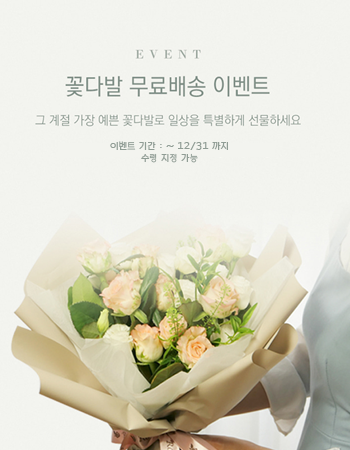 EVENT
꽃다발 무료배송 이벤트
그 계절 가장 예쁜 꽃다발로 일상을 특별하게 선물하세요
이벤트 기간 : ~ 12/31 까지
수령 지정 가능